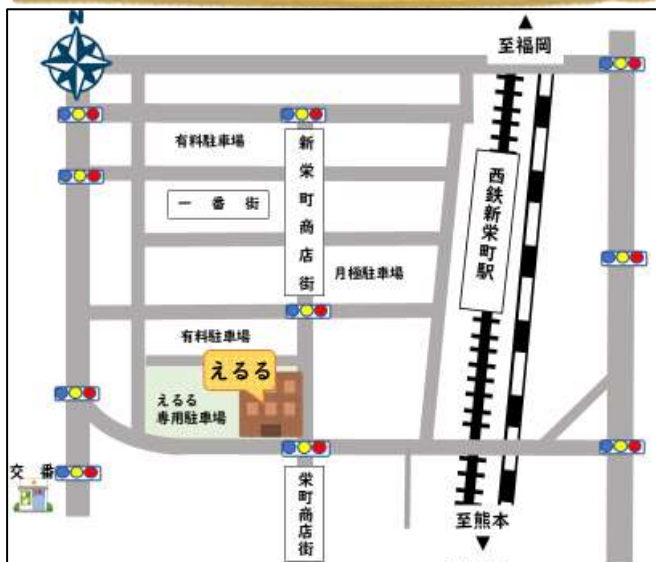 N
至福岡
有料駐車場
新栄町商店街
一番街
西鉄新栄町駅
月極駐車場
有料駐車場
えるる
えるる
専用駐車場
交番
栄町商店街
至熊本